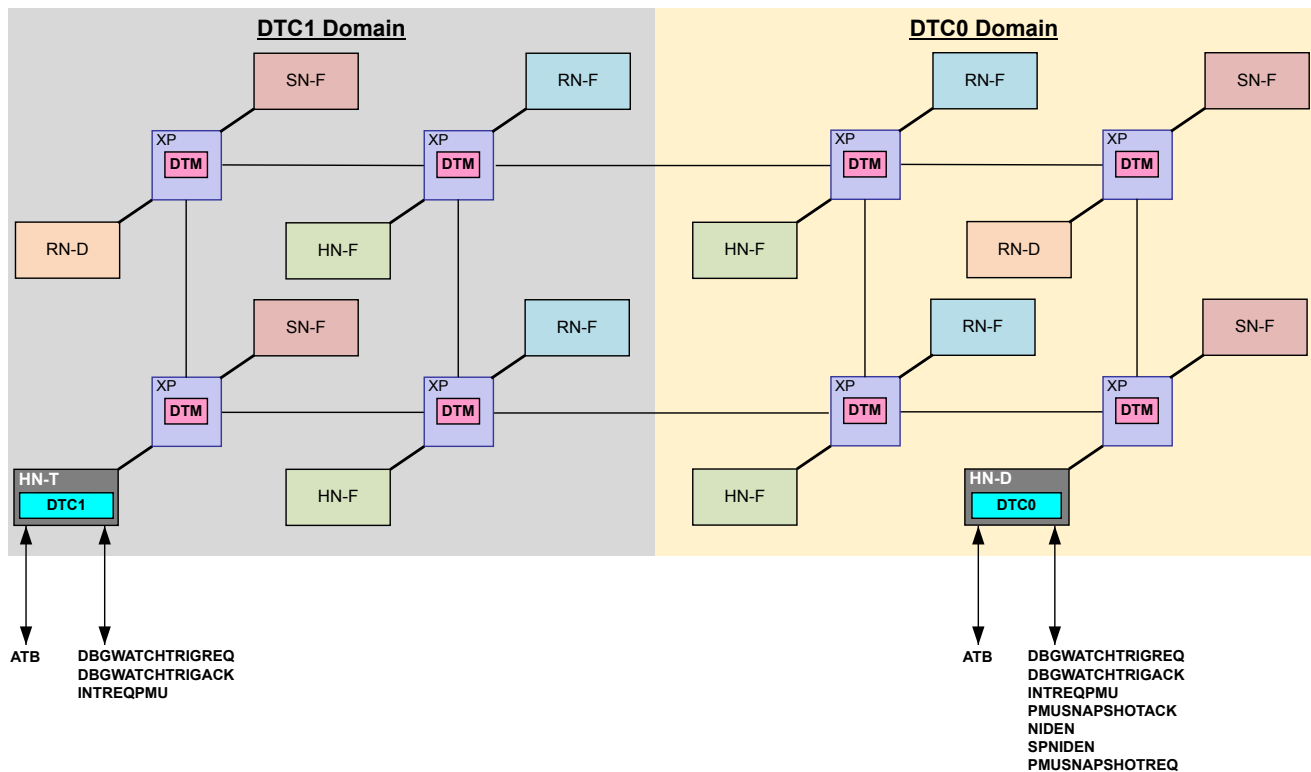 DTC1 Domain
DTC0 Domain
SN-F
RN-F
RN-F
SN-F
XP
DTM
XP
DTM
XP
DTM
XP
DTM
RN-D
HN-F
HN-F
RN-D
SN-F
RN-F
RN-F
SN-F
XP
DTM
XP
DTM
XP
DTM
XP
DTM
HN-T
DTC1
HN-F
HN-F
HN-D
DTC0
ATB
DBGWATCHTRIGREQ
DBGWATCHTRIGACK
INTREQPMU
ATB
DBGWATCHTRIGREQ
DBGWATCHTRIGACK
INTREQPMU
PMUSNAPSHOTACK
NIDEN
SPNIDEN
PMUSNAPSHOTREQ